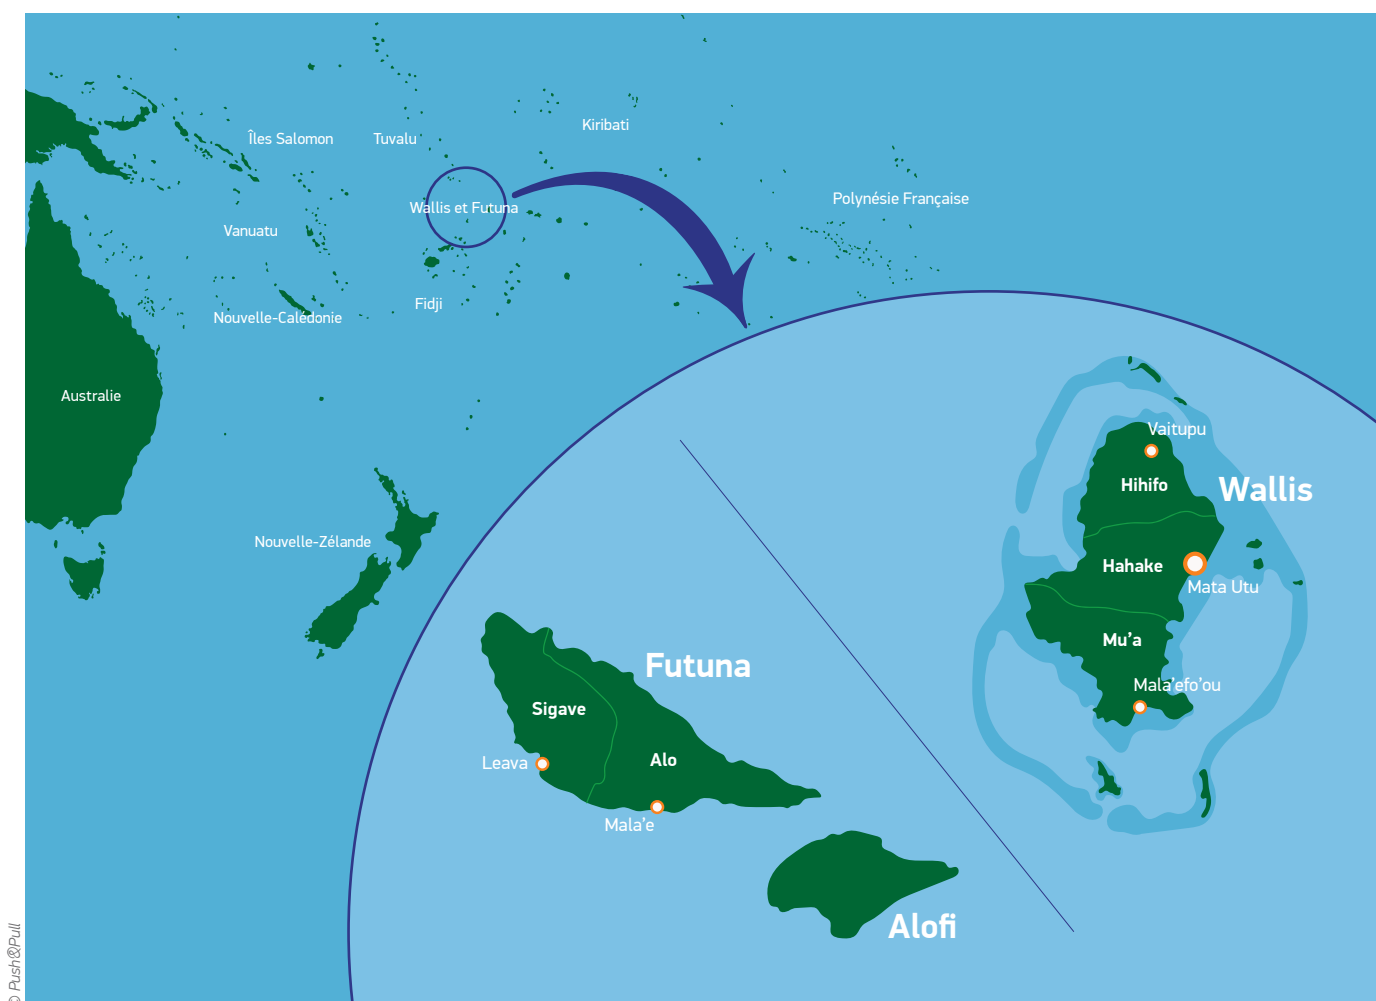 Kiribati
Îles Salomon
Tuvalu
Polynésie Française
Wallis et Futuna
Vanuatu
Fidji
Nouvelle-Calédonie
Australie
Nouvelle-Zélande
Vaitupu
Hihifo
Wallis
Hahake
Mata Utu
Mu’a
Mala’efo’ou
Futuna
Sigave
Alo
Leava
Mala’e
Alofi
© Push&Pull